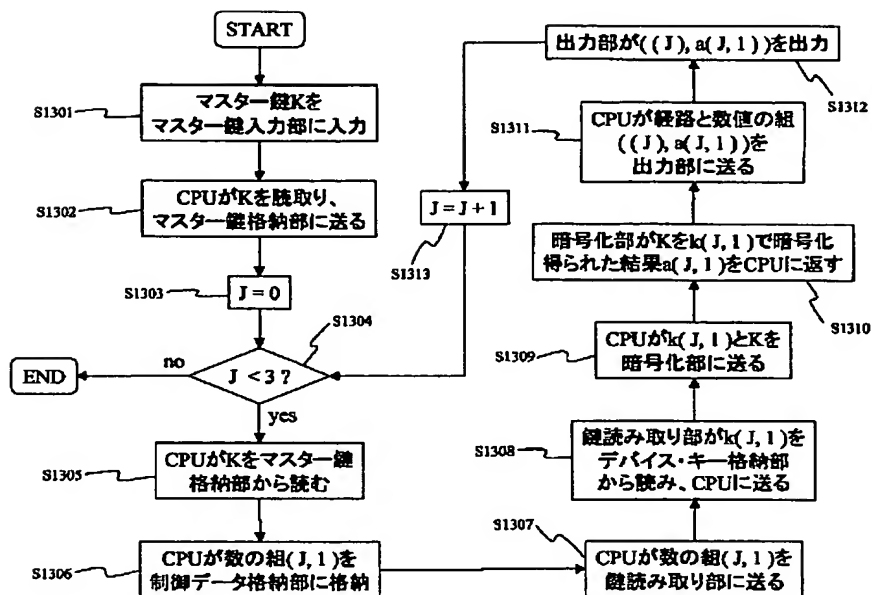 START
S1301
マスター鍵Kを
マスター鍵入力部に入力
S1302
CPUがKを読取り、
マスター鍵格納部に送る
S1303
J = 0
S1304
J < 3 ?
no
END
yes
S1305
CPUがKをマスター鍵
格納部から読む
S1306
CPUが数の組( J, 1 )を
制御データ格納部に格納
S1307
CPUが数の組( J, 1 )を
鍵読み取り部に送る
S1308
鍵読み取り部がk( J, 1 )を
デバイス・キー格納部
から読み、CPUに送る
S1309
CPUがk( J, 1 )とKを
暗号化部に送る
S1310
暗号化部がKをk( J, 1 )で暗号化
得られた結果a( J, 1 )をCPUに返す
S1311
CPUが経路と数値の組
( ( J ), a( J, 1 ) )を
出力部に送る
S1312
出力部が( ( J ), a( J, 1 ) )を出力
S1313
J = J + 1